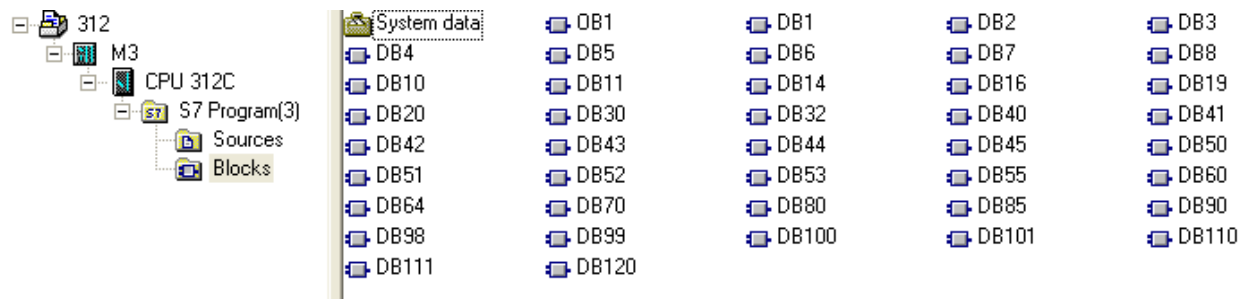 312
M3
CPU 312C
S7 Program(3)
Sources
Blocks
System data OB1 DB1 DB2 DB3
DB4 DB5 DB6 DB7 DB8
DB10 DB11 DB14 DB16 DB19
DB20 DB30 DB32 DB40 DB41
DB42 DB43 DB44 DB45 DB50
DB51 DB52 DB53 DB55 DB60
DB64 DB70 DB80 DB85 DB90
DB98 DB99 DB100 DB101 DB110
DB111 DB120